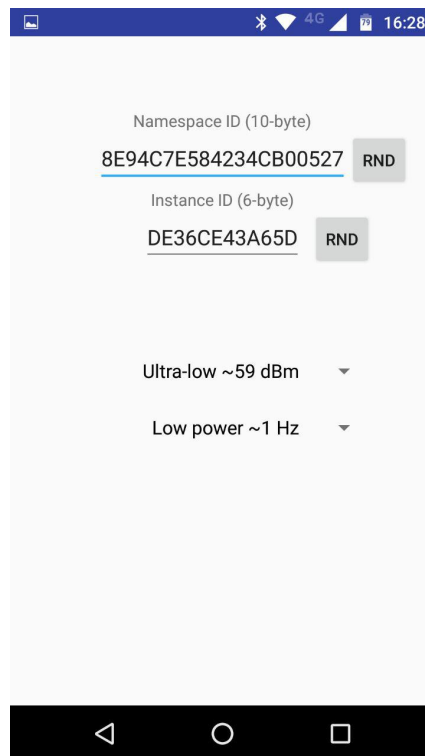 4G 79 16:28
Namespace ID (10-byte)
8E94C7E584234CB00527 RND
Instance ID (6-byte)
DE36CE43A65D RND
Ultra-low ~59 dBm
Low power ~1 Hz